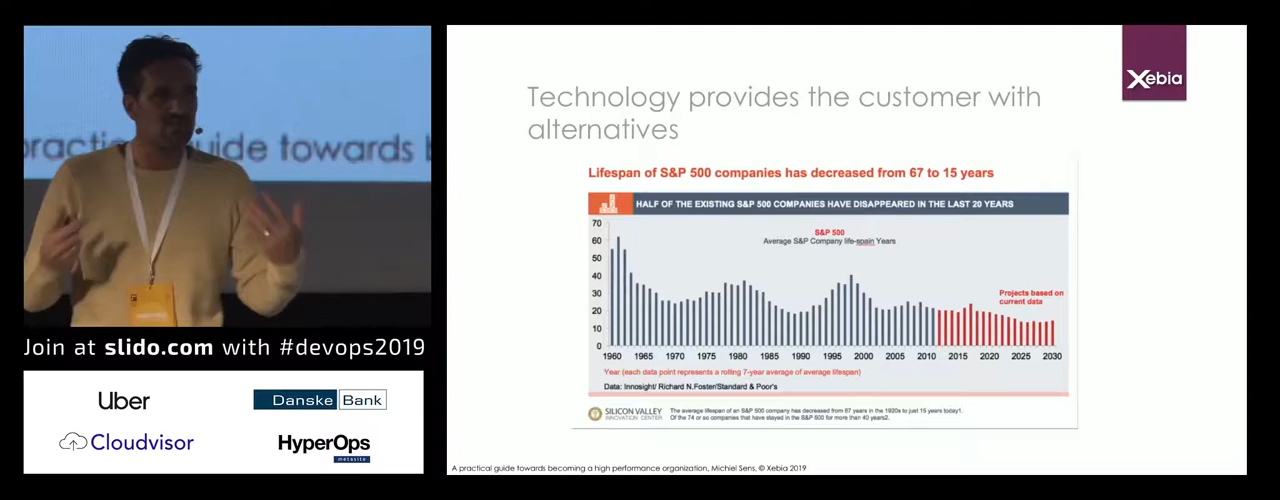 practic
uide towards b
Join at slido.com with #devops2019
Uber
Danske Bank
Cloudvisor
HyperOps
metasite
Xebia
Technology provides the customer with
alternatives
Lifespan of S&P 500 companies has decreased from 67 to 15 years
HALF OF THE EXISTING S&P 500 COMPANIES HAVE DISAPPEARED IN THE LAST 20 YEARS
S&P 500
Average S&P Company life-spain Years
70
60
50
40
30
20
10
0
Projects based on
current data
1960 1965 1970 1975 1980 1985 1990 1995 2000 2005 2010 2015 2020 2025 2030
Year (each data point represents a rolling 7-year average of average lifespan)
Data: Innosight/ Richard N.Foster/Standard & Poor's
SILICON VALLEY
INNOVATION CENTER
The average lifespan of an S&P 500 company has decreased from 67 years in the 1920s to just 15 years today1.
Of the 74 or so companies that have stayed in the S&P 500 for more than 40 years2.
A practical guide towards becoming a high performance organization, Michiel Sens, © Xebia 2019